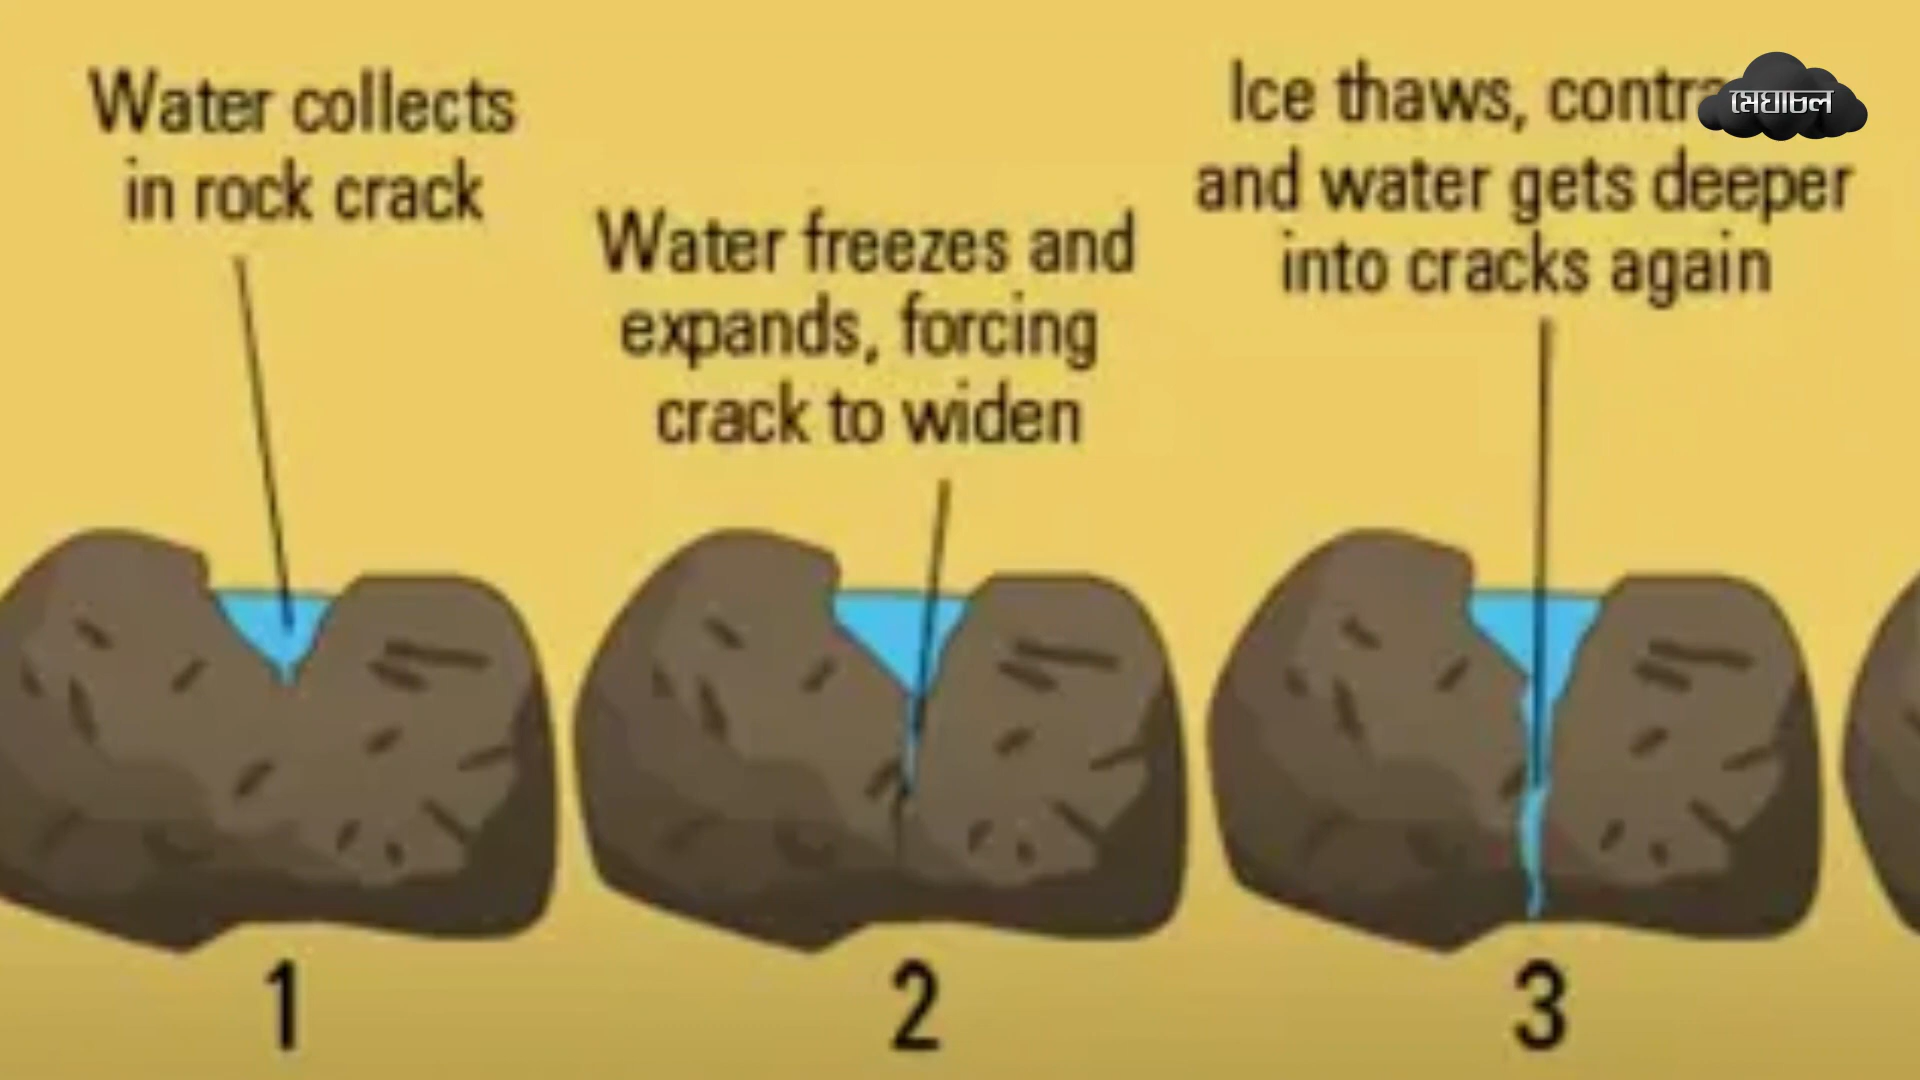 Water collects
in rock crack
1
Water freezes and
expands, forcing
crack to widen
2
Ice thaws,
and water gets deeper
into cracks again
3
মেঘাচল